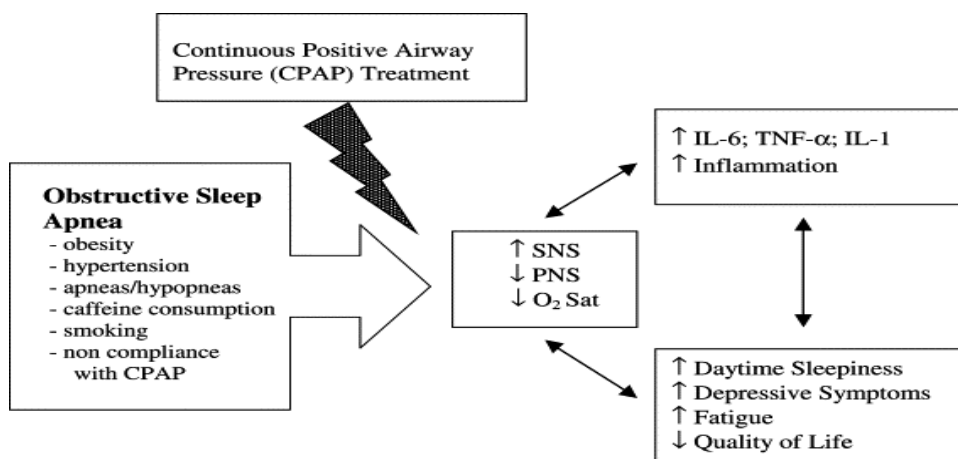 Continuous Positive Airway
Pressure (CPAP) Treatment
↑ IL-6; TNF-α; IL-1
↑ Inflammation
Obstructive Sleep
Apnea
- obesity
- hypertension
- apneas/hypopneas
- caffeine consumption
- smoking
- non compliance
with CPAP
↑ SNS
↓ PNS
↓ O₂ Sat
↑ Daytime Sleepiness
↑ Depressive Symptoms
↑ Fatigue
↓ Quality of Life